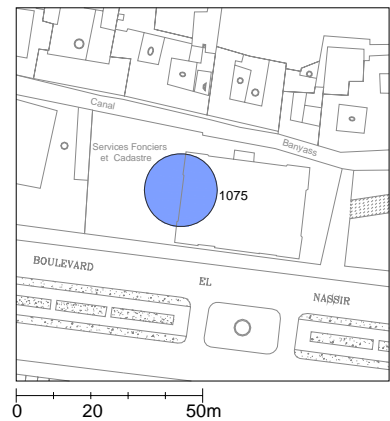 Canal
Banyass
Services Fonciers
et Cadastre
1075
BOULEVARD EL NASSIR
0 20 50m